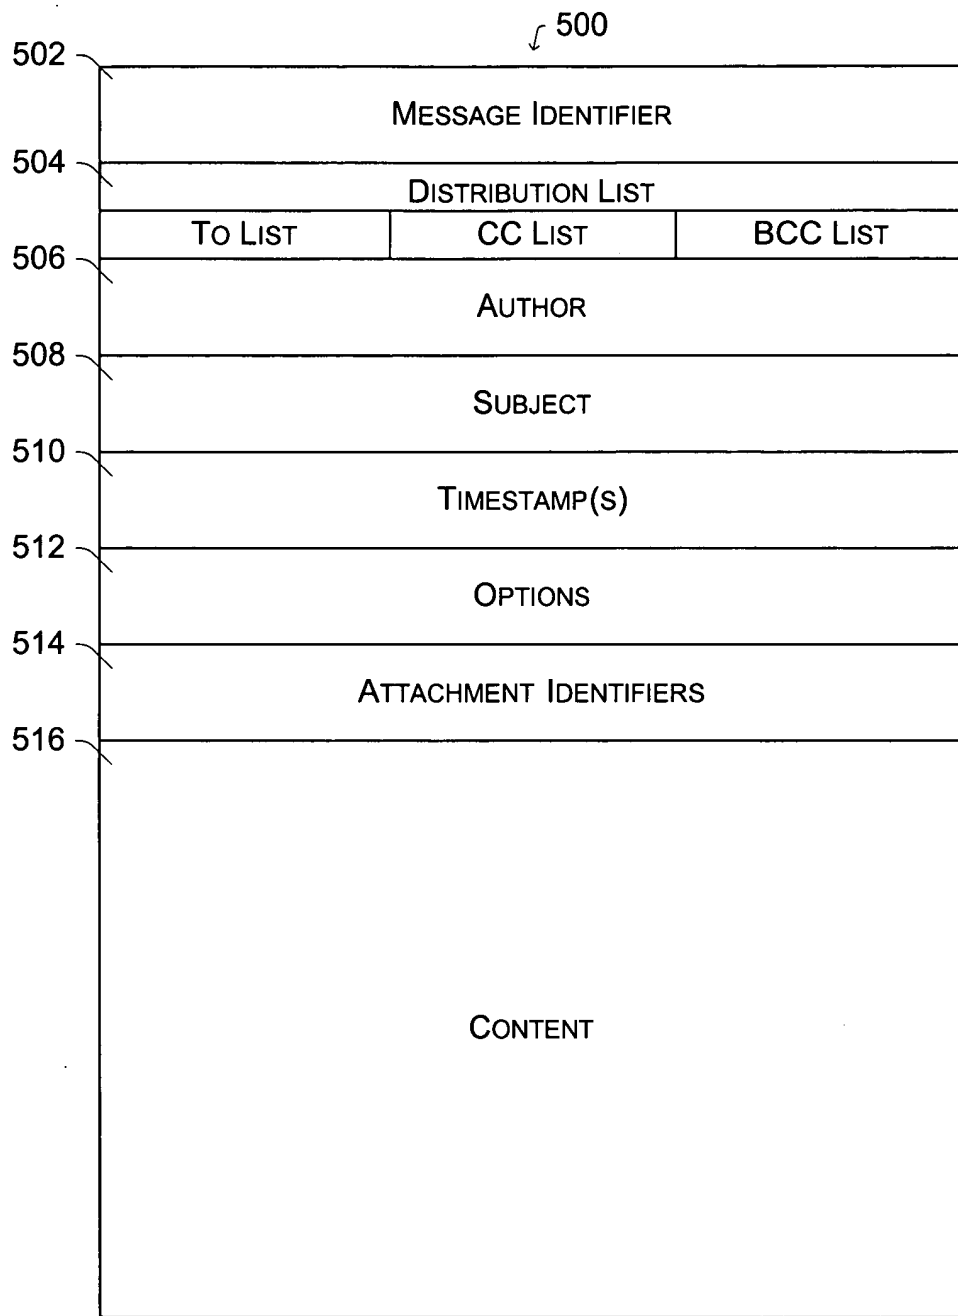 500
502
MESSAGE IDENTIFIER
504
DISTRIBUTION LIST
TO LIST CC LIST BCC LIST
506
AUTHOR
508
SUBJECT
510
TIMESTAMP(S)
512
OPTIONS
514
ATTACHMENT IDENTIFIERS
516
CONTENT